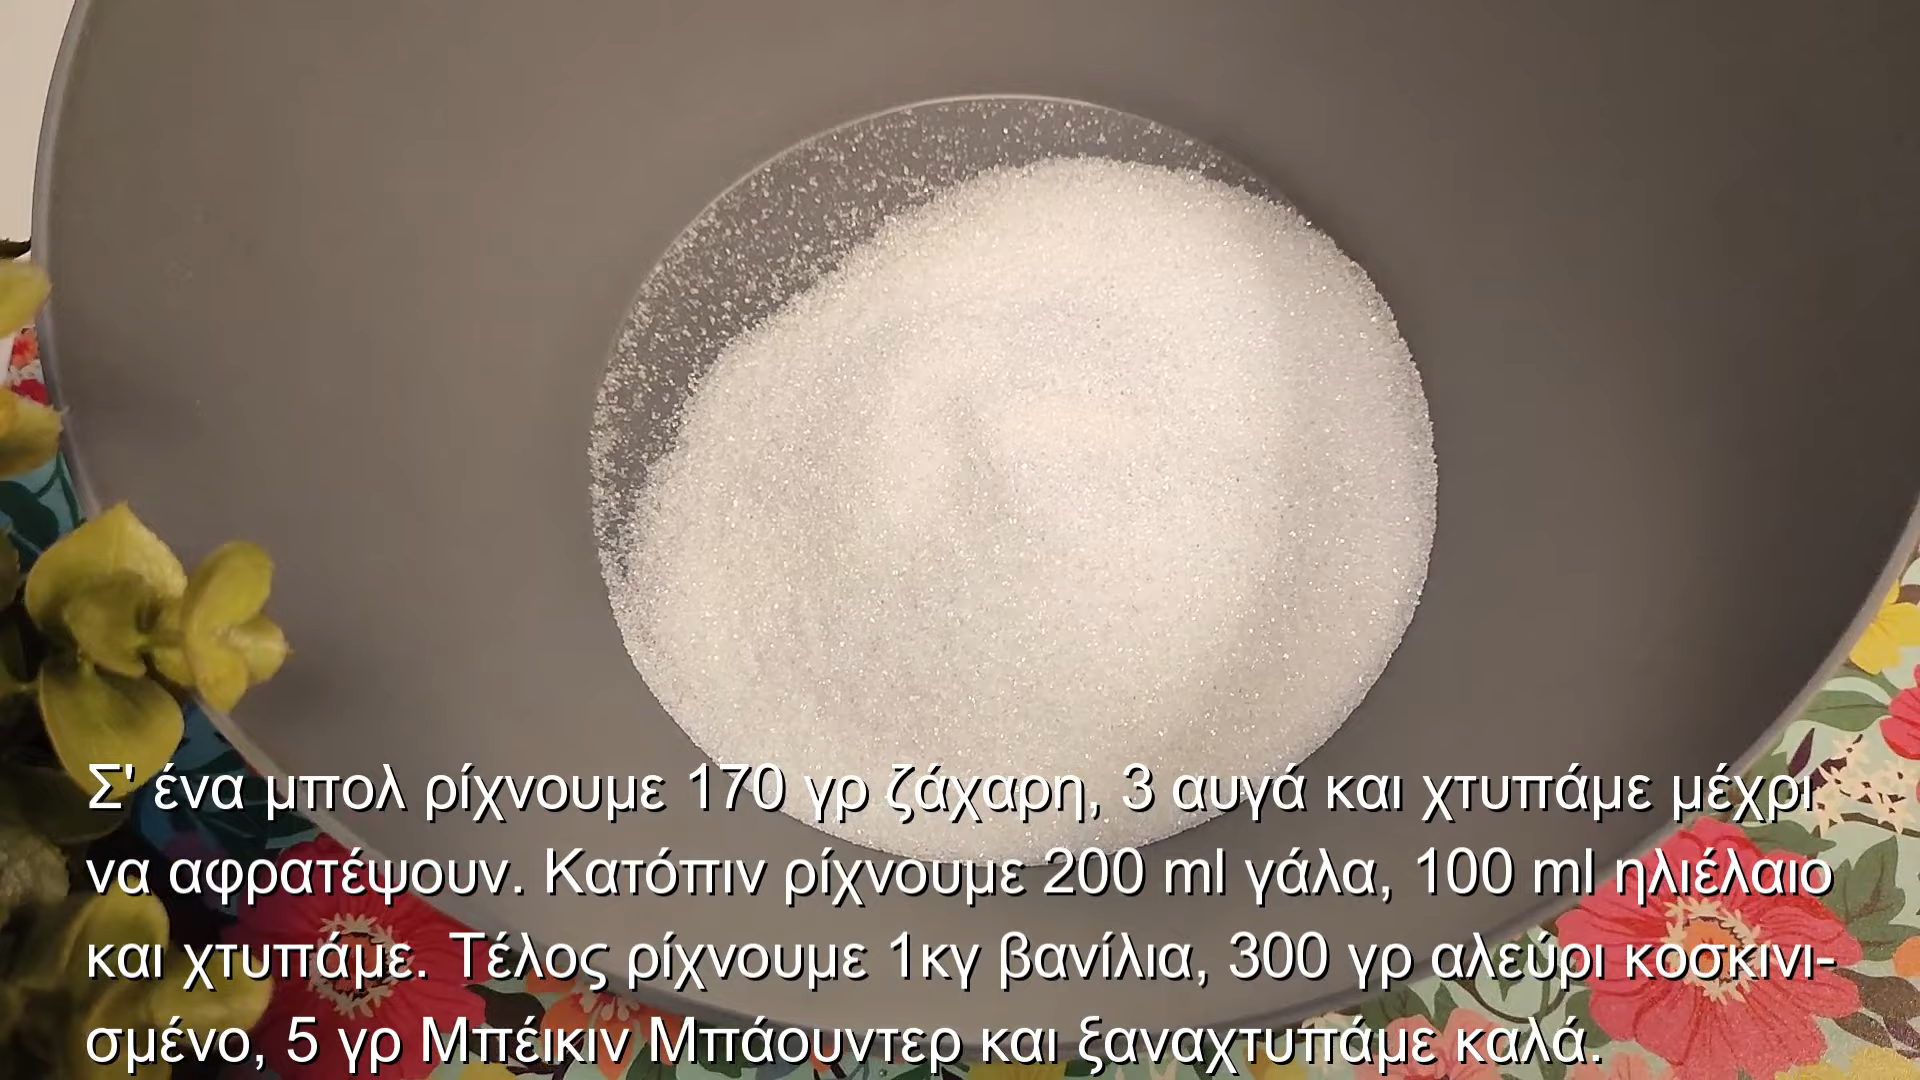 Σ' ένα μπολ ρίχνουμε 170 γρ ζάχαρη, 3 αυγά και χτυπάμε μέχρι
να αφρατέψουν. Κατόπιν ρίχνουμε 200 ml γάλα, 100 ml ηλιέλαιο
και χτυπάμε. Τέλος ρίχνουμε 1κγ βανίλια, 300 γρ αλεύρι κοσκινι-
σμένο, 5 γρ Μπέικιν Μπάουντερ και ξαναχτυπάμε καλά.